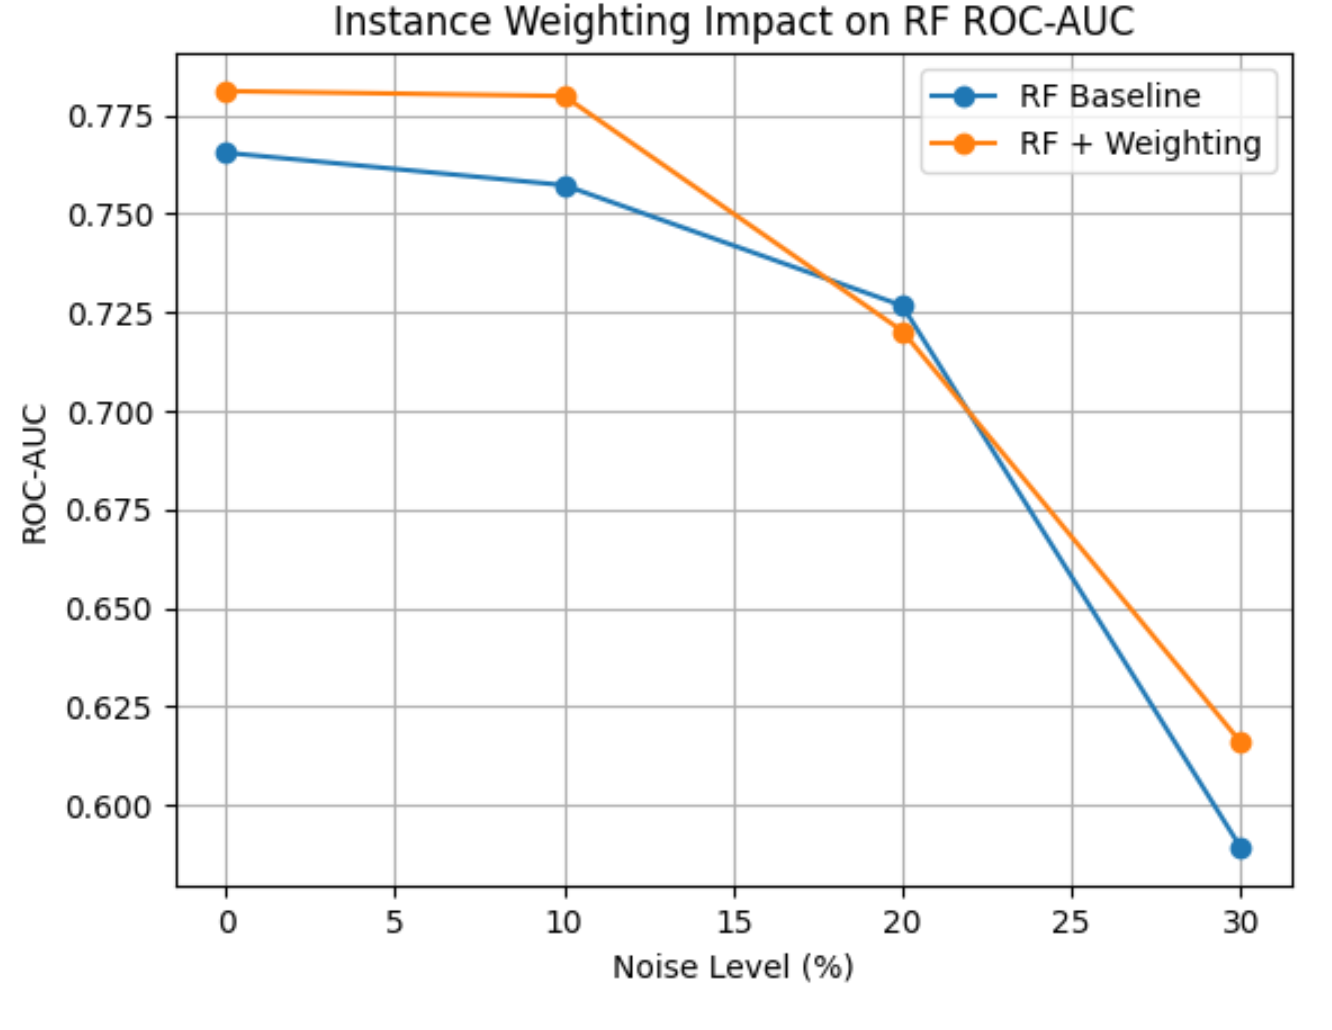 Instance Weighting Impact on RF ROC-AUC
RF Baseline
RF + Weighting
ROC-AUC
0.775
0.750
0.725
0.700
0.675
0.650
0.625
0.600
0 5 10 15 20 25 30
Noise Level (%)